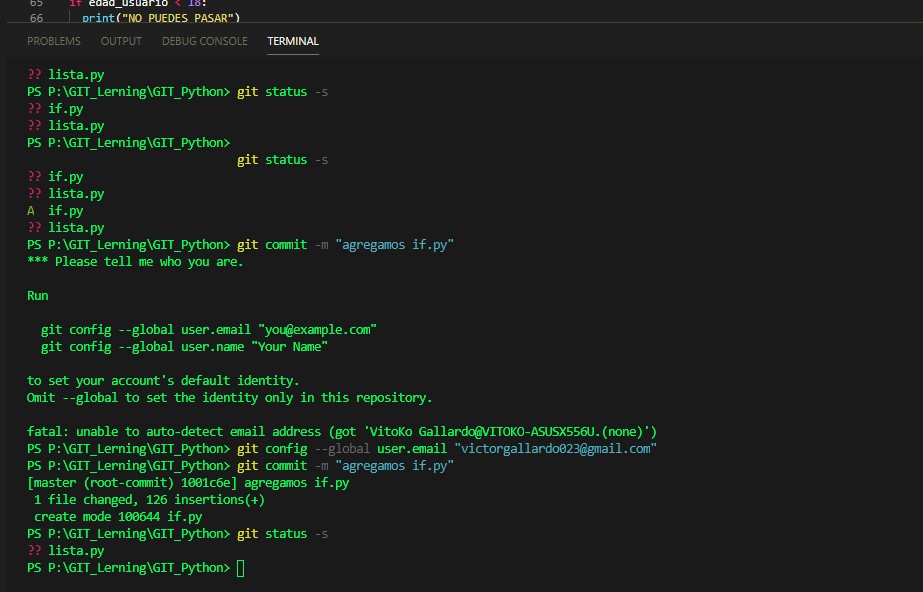 65 if edad_usuario < 18:
66 print("NO PUEDES PASAR")
PROBLEMS OUTPUT DEBUG CONSOLE TERMINAL
?? lista.py
PS P:\GIT_Lerning\GIT_Python> git status -s
?? if.py
?? lista.py
PS P:\GIT_Lerning\GIT_Python>
git status -s
?? if.py
?? lista.py
A if.py
?? lista.py
PS P:\GIT_Lerning\GIT_Python> git commit -m "agregamos if.py"
*** Please tell me who you are.
Run
git config --global user.email "you@example.com"
git config --global user.name "Your Name"
to set your account's default identity.
Omit --global to set the identity only in this repository.
fatal: unable to auto-detect email address (got 'VitoKo Gallardo@VITOKO-ASUSX556U.(none)')
PS P:\GIT_Lerning\GIT_Python> git config --global user.email "victorgallardo023@gmail.com"
PS P:\GIT_Lerning\GIT_Python> git commit -m "agregamos if.py"
[master (root-commit) 1001c6e] agregamos if.py
1 file changed, 126 insertions(+)
create mode 100644 if.py
PS P:\GIT_Lerning\GIT_Python> git status -s
?? lista.py
PS P:\GIT_Lerning\GIT_Python>